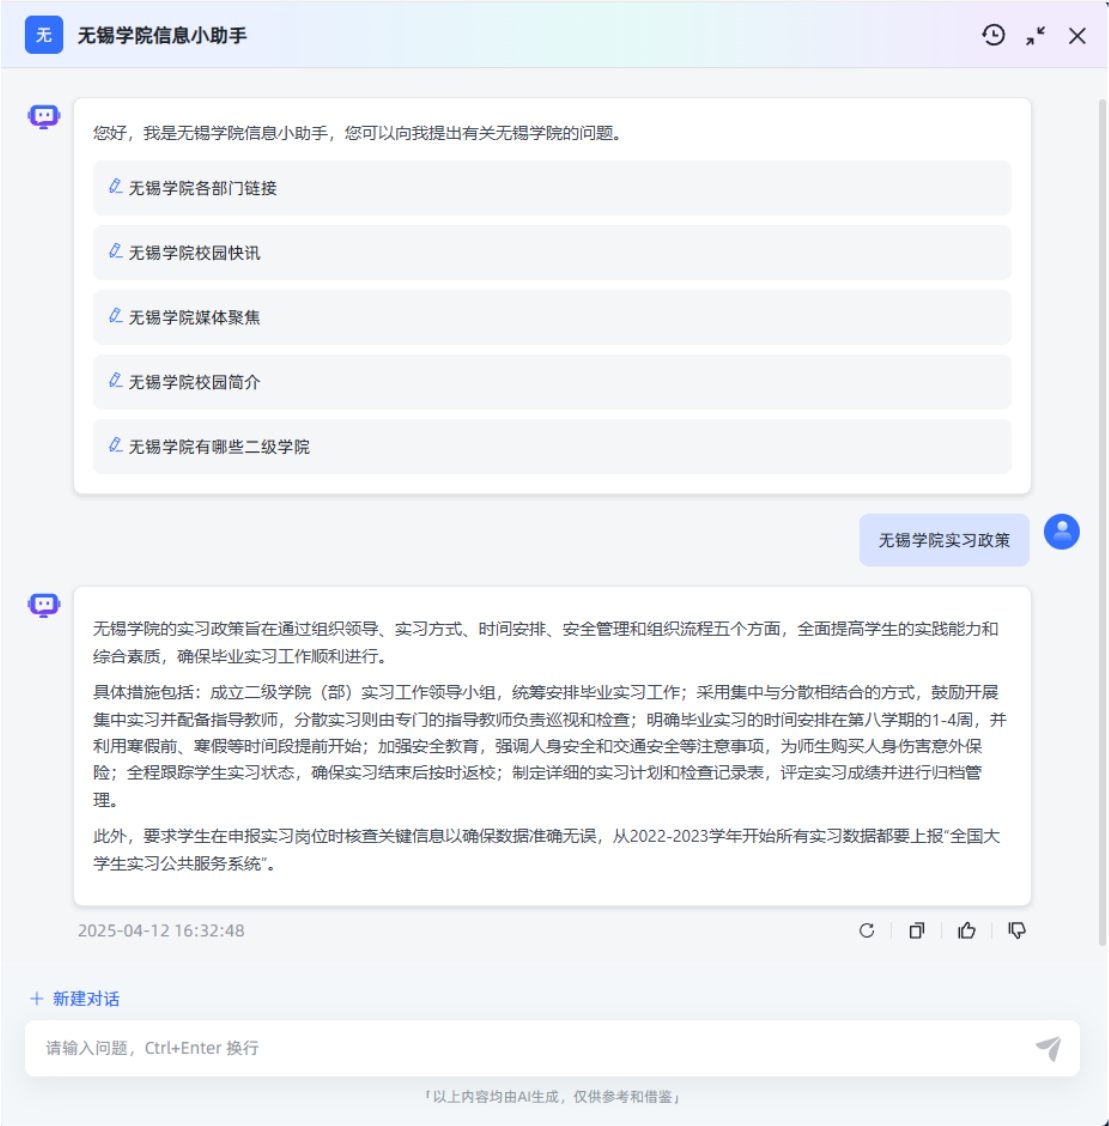 无 无锡学院信息小助手
您好，我是无锡学院信息小助手，您可以向我提出有关无锡学院的问题。
无锡学院各部门链接
无锡学院校园快讯
无锡学院媒体聚焦
无锡学院校园简介
无锡学院有哪些二级学院
无锡学院实习政策
无锡学院的实习政策旨在通过组织领导、实习方式、时间安排、安全管理和组织流程五个方面，全面提高学生的实践能力和
综合素质，确保毕业实习工作顺利进行。
具体措施包括：成立二级学院（部）实习工作领导小组，统筹安排毕业实习工作；采用集中与分散相结合的方式，鼓励开展
集中实习并配备指导教师，分散实习则由专门的指导教师负责巡视和检查；明确毕业实习的时间安排在第八学期的1-4周，并
利用寒假前、寒假等时间段提前开始；加强安全教育，强调人身安全和交通安全等注意事项，为师生购买人身伤害意外保
险；全程跟踪学生实习状态，确保实习结束后按时返校；制定详细的实习计划和检查记录表，评定实习成绩并进行归档管
理。
此外，要求学生在申报实习岗位时核查关键信息以确保数据准确无误，从2022-2023学年开始所有实习数据都要上报“全国大
学生实习公共服务系统”。
2025-04-12 16:32:48
+ 新建对话
请输入问题，Ctrl+Enter 换行
「以上内容均由AI生成，仅供参考和借鉴」